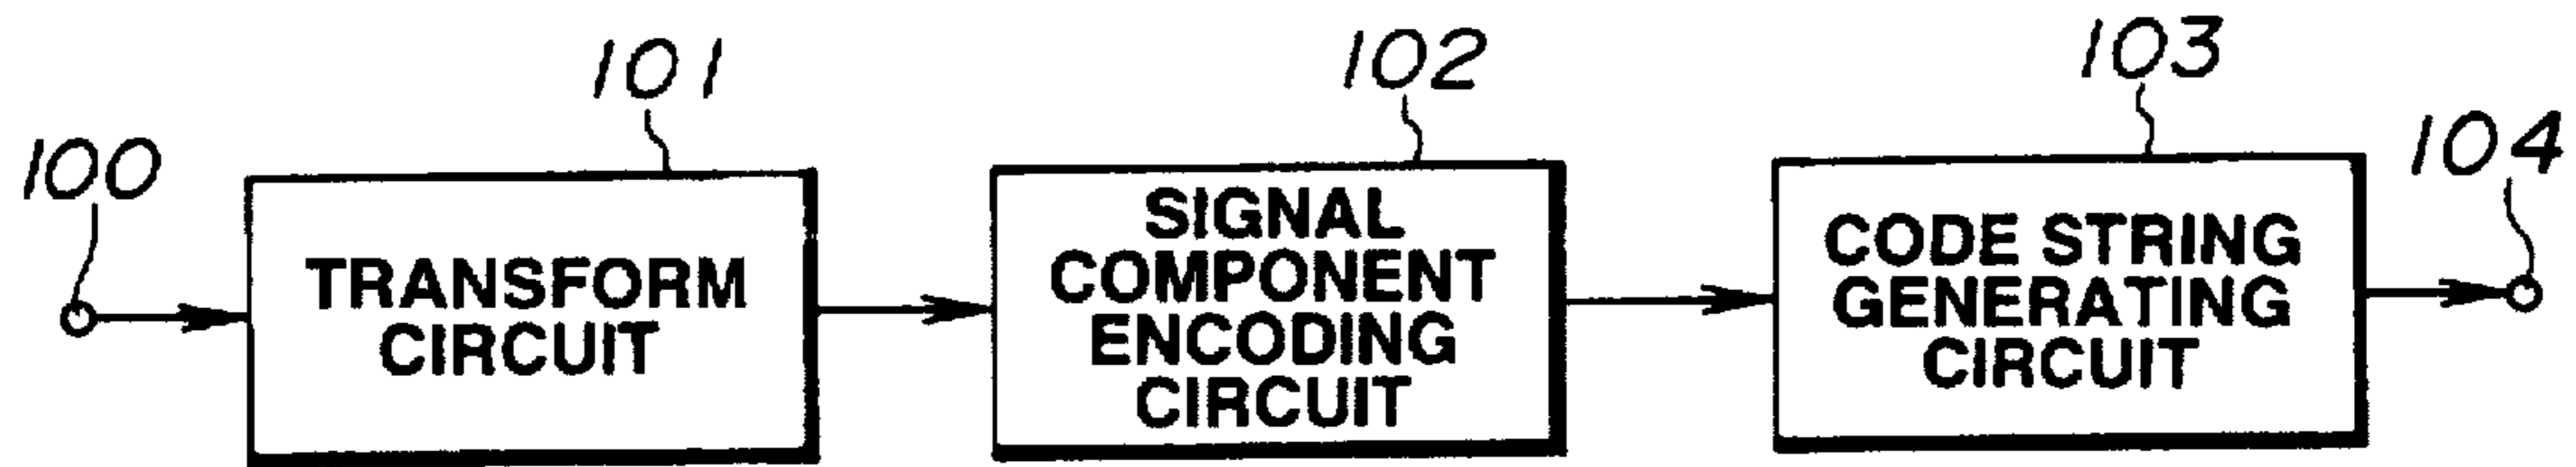 100
101
102
103
104
TRANSFORM
CIRCUIT
SIGNAL
COMPONENT
ENCODING
CIRCUIT
CODE STRING
GENERATING
CIRCUIT